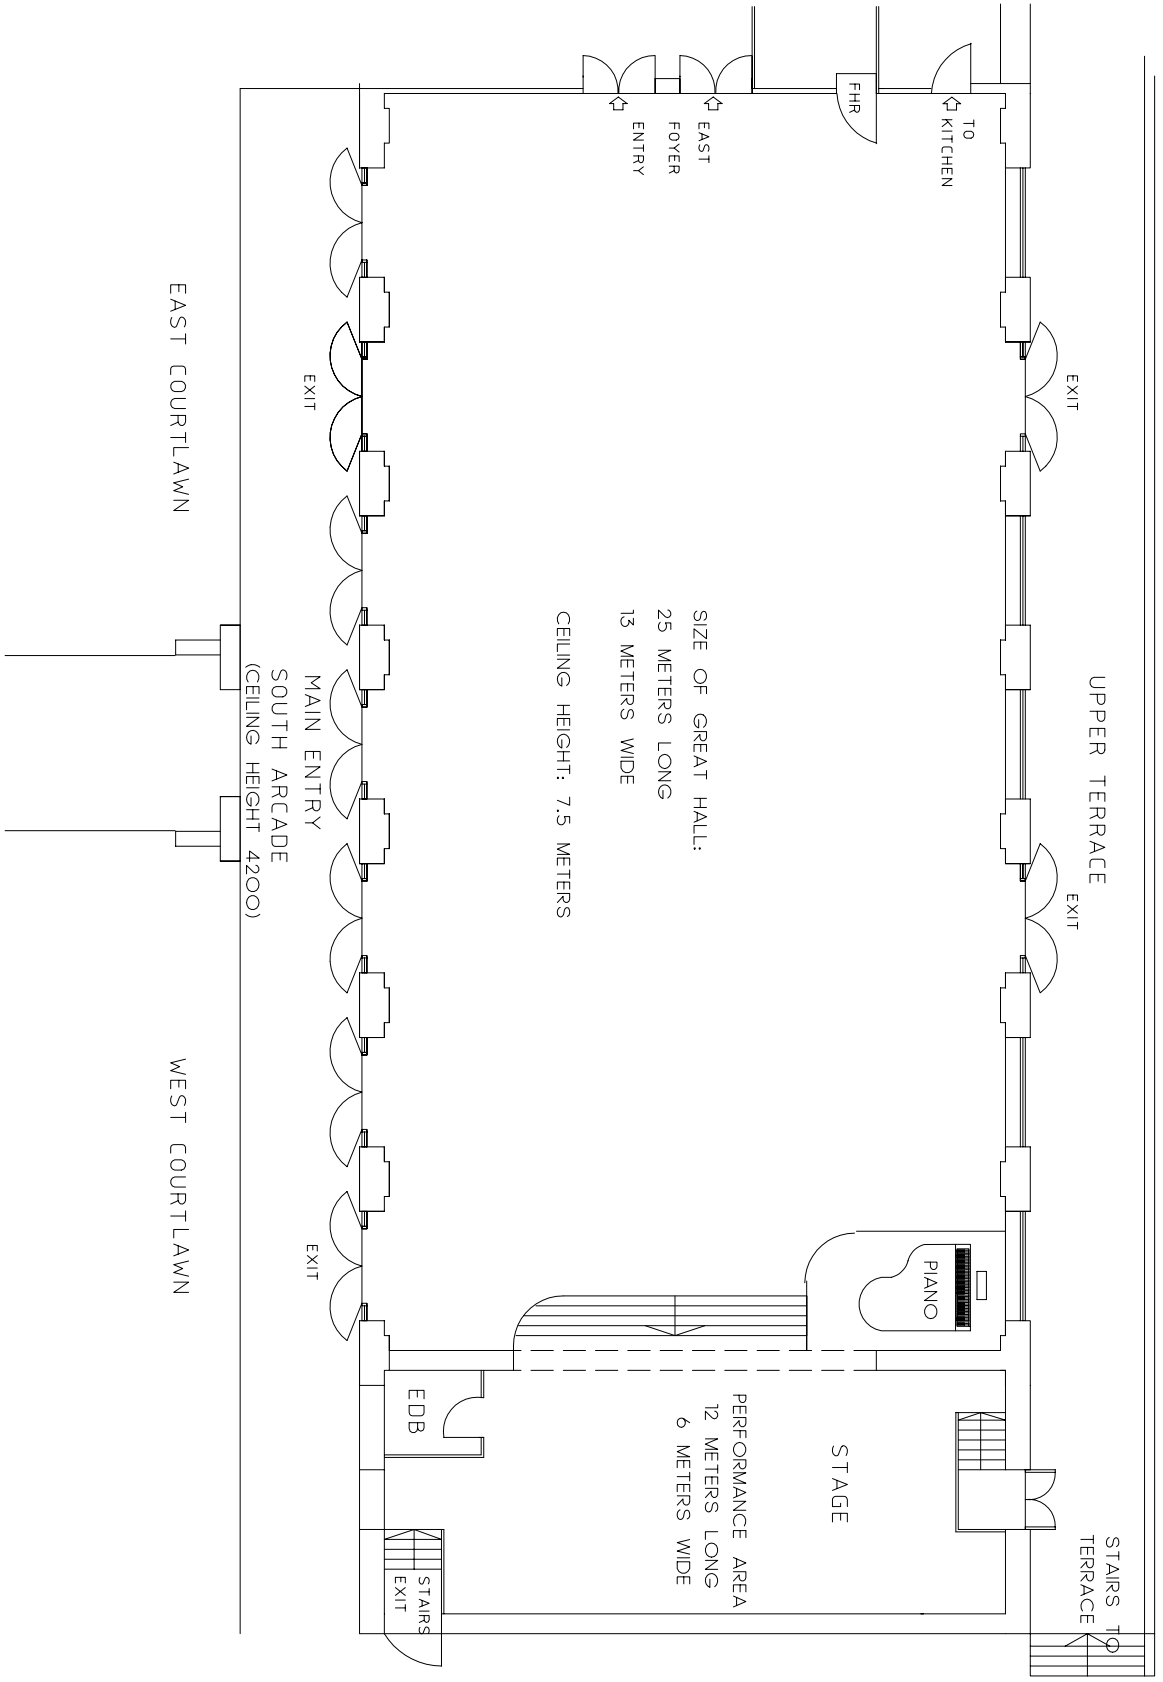 UPPER TERRACE
STAIRS TO
TERRACE
EXIT
EXIT
TO
KITCHEN
FHR
EAST
FOYER
ENTRY
SIZE OF GREAT HALL:
25 METERS LONG
13 METERS WIDE
CEILING HEIGHT: 7.5 METERS
PIANO
STAGE
PERFORMANCE AREA
12 METERS LONG
6 METERS WIDE
EDB
STAIRS
EXIT
EXIT
EXIT
MAIN ENTRY
SOUTH ARCADE
(CEILING HEIGHT 4200)
EAST COURTLAWN
WEST COURTLAWN